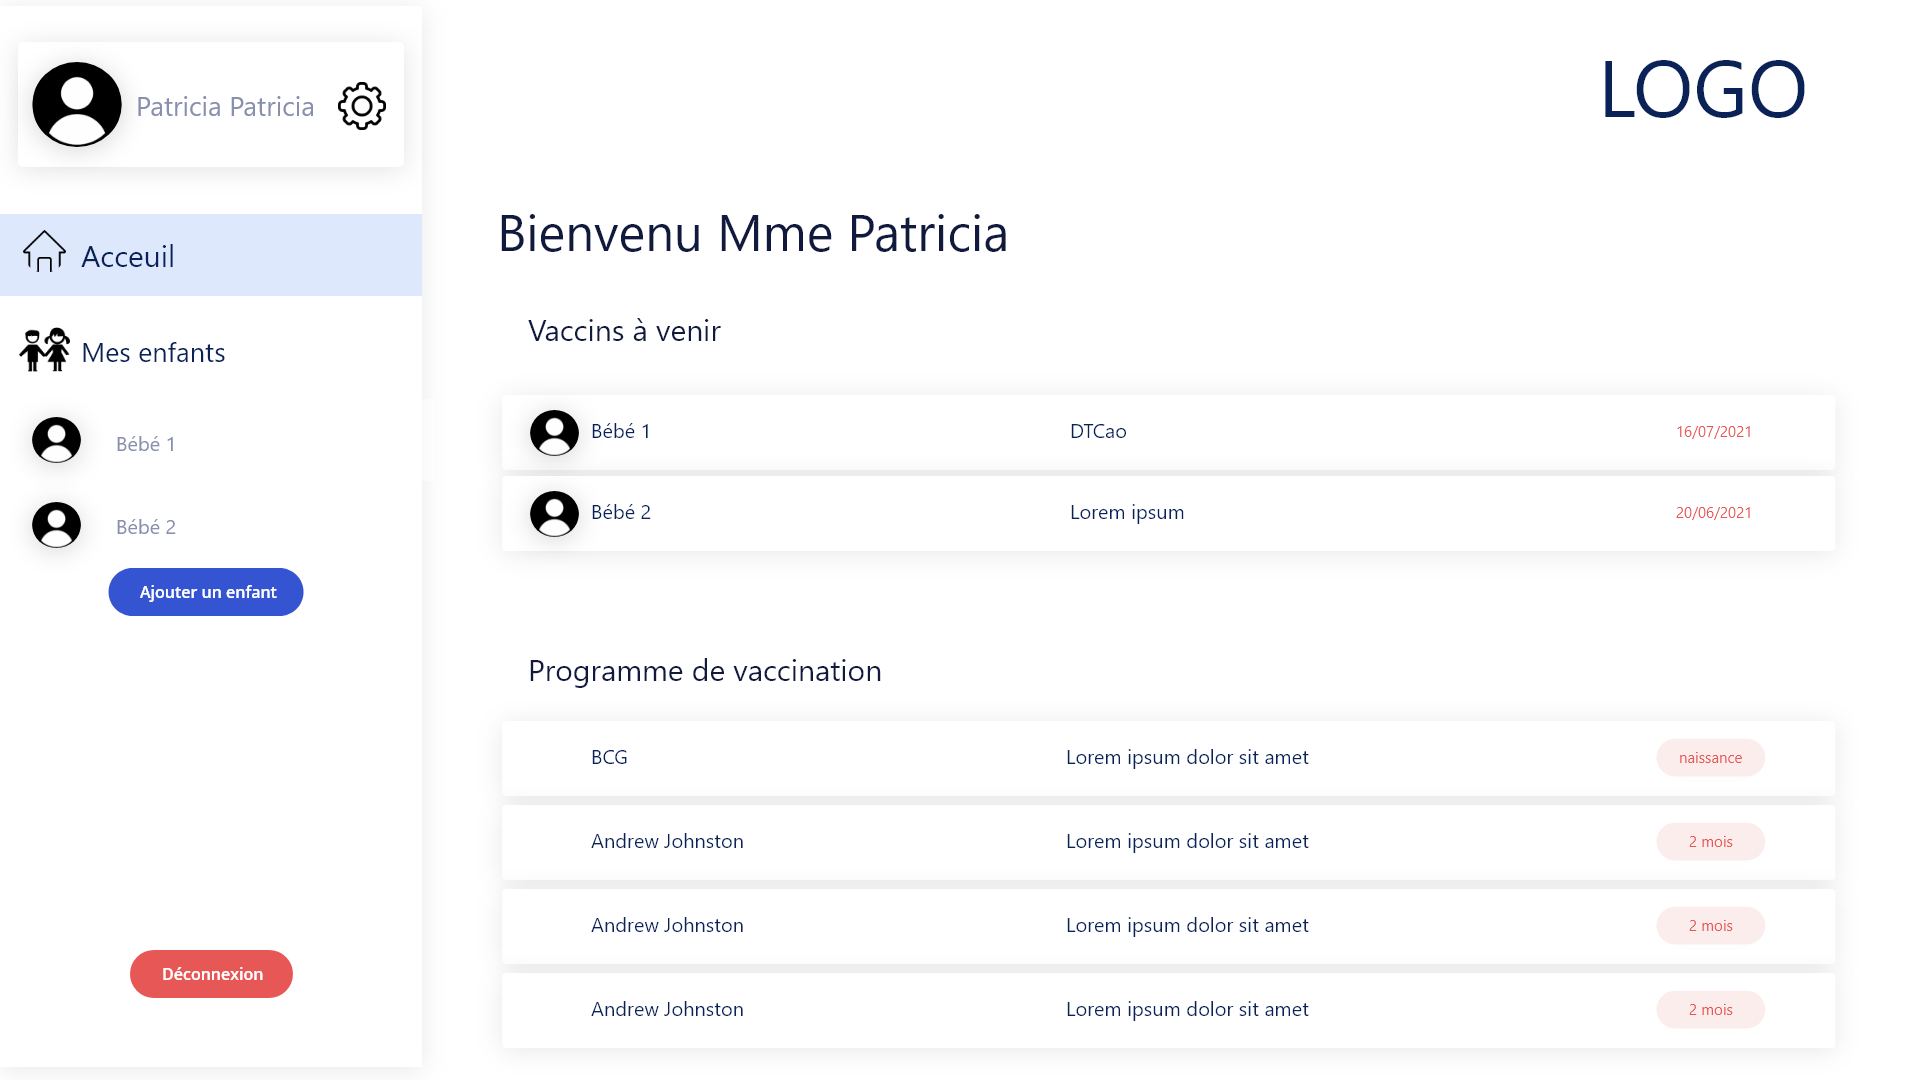 Patricia Patricia
Acceuil
Mes enfants
Bébé 1
Bébé 2
Ajouter un enfant
Déconnexion
LOGO
Bienvenu Mme Patricia
Vaccins à venir
Bébé 1 DTCao 16/07/2021
Bébé 2 Lorem ipsum 20/06/2021
Programme de vaccination
BCG Lorem ipsum dolor sit amet naissance
Andrew Johnston Lorem ipsum dolor sit amet 2 mois
Andrew Johnston Lorem ipsum dolor sit amet 2 mois
Andrew Johnston Lorem ipsum dolor sit amet 2 mois